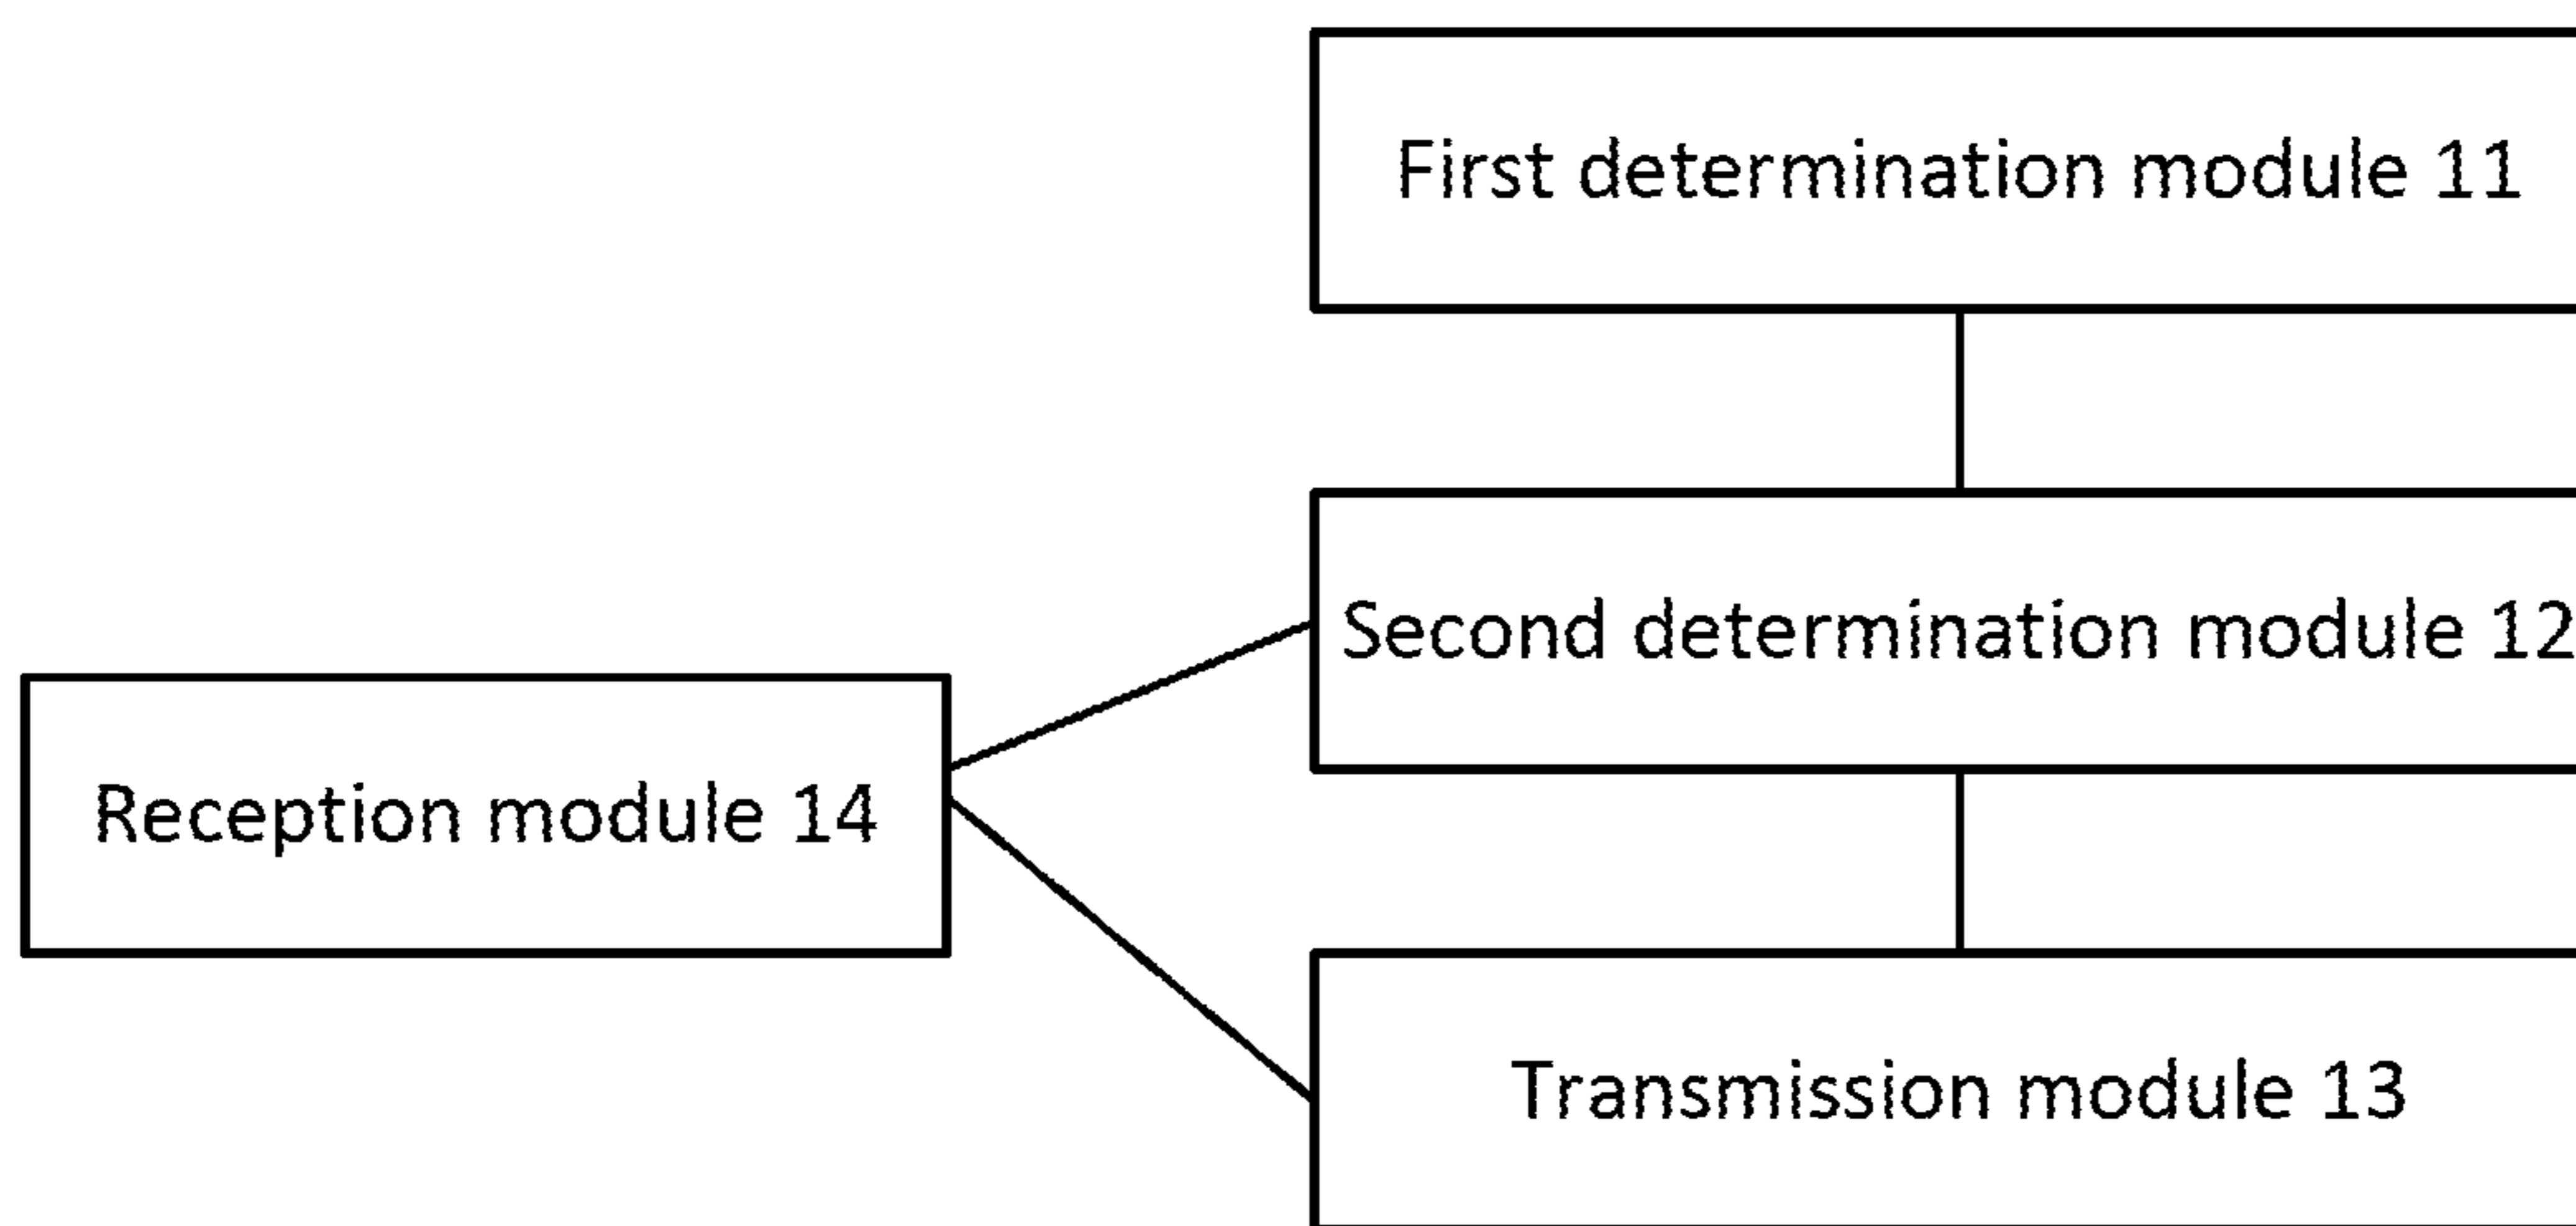 First determination module 11
Second determination module 12
Reception module 14
Transmission module 13